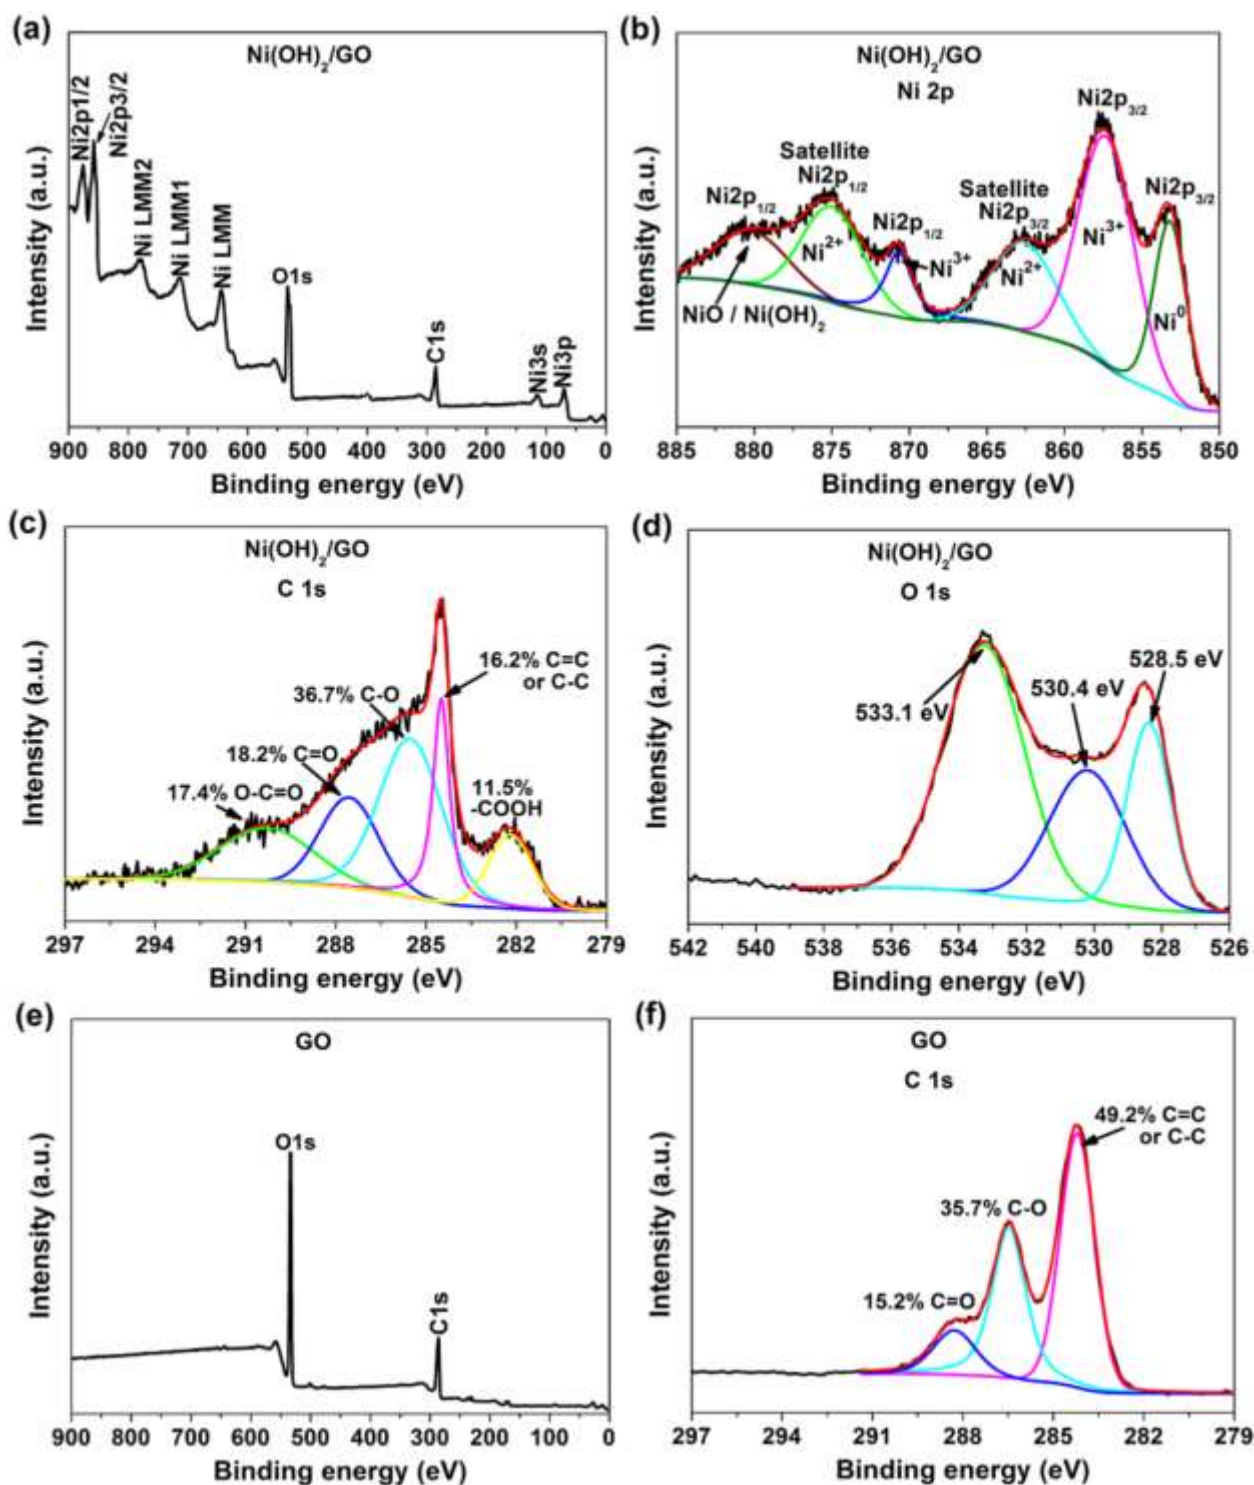 (a)
Ni(OH)2/GO
Ni2p1/2
Ni2p3/2
Ni LMM2
Ni LMM1
Ni LMM
O1s
C1s
Ni3s
Ni3p
Intensity (a.u.)
900 800 700 600 500 400 300 200 100 0
Binding energy (eV)
(b)
Ni(OH)2/GO
Ni 2p
Ni2p3/2
Satellite
Ni2p1/2
Ni2p1/2
Satellite
Ni2p3/2
Ni2p3/2
Ni2p1/2
Ni2+
Ni3+
Ni2+
Ni3+
Ni0
NiO / Ni(OH)2
Intensity (a.u.)
885 880 875 870 865 860 855 850
Binding energy (eV)
(c)
Ni(OH)2/GO
C 1s
16.2% C=C
or C-C
36.7% C-O
18.2% C=O
17.4% O-C=O
11.5%
-COOH
Intensity (a.u.)
297 294 291 288 285 282 279
Binding energy (eV)
(d)
Ni(OH)2/GO
O 1s
528.5 eV
530.4 eV
533.1 eV
Intensity (a.u.)
542 540 538 536 534 532 530 528 526
Binding energy (eV)
(e)
GO
O1s
C1s
Intensity (a.u.)
900 800 700 600 500 400 300 200 100 0
Binding energy (eV)
(f)
GO
C 1s
49.2% C=C
or C-C
35.7% C-O
15.2% C=O
Intensity (a.u.)
297 294 291 288 285 282 279
Binding energy (eV)